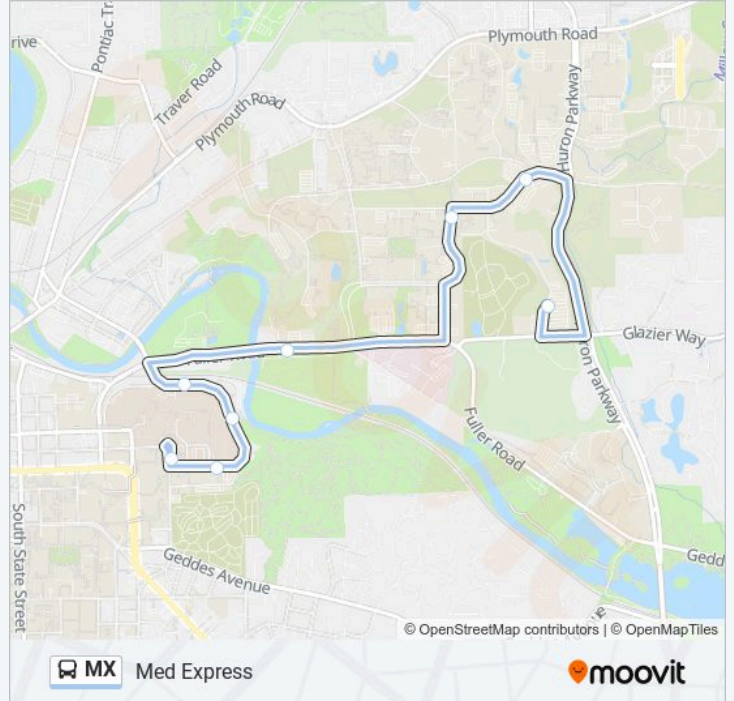 Plymouth Road
rive
Pontiac Tr
Traver Road
Plymouth Road
Huron Parkway
Glazier Way
ron Parkway
Fuller Road
South State Street
Geddes Avenue
Gedd
© OpenStreetMap contributors | © OpenMapTiles
MX Med Express
moovit